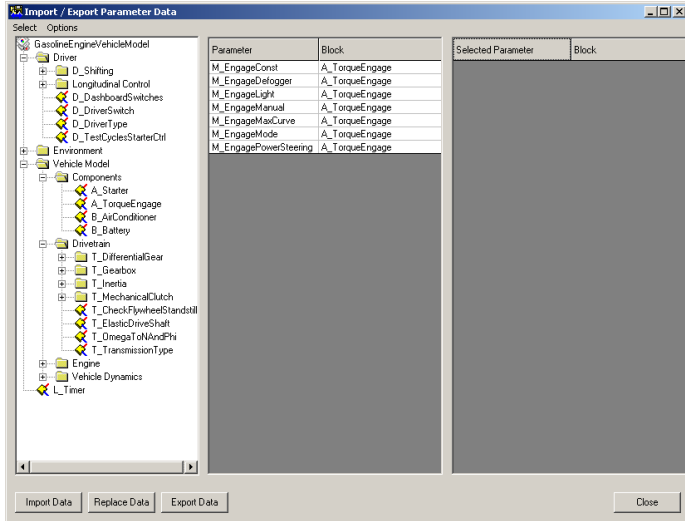 Import / Export Parameter Data
Select Options
GasolineEngineVehicleModel
Driver
D_Shifting
Longitudinal Control
D_DashboardSwitches
D_DriverSwitch
D_DriverType
D_TestCyclesStarterCtrl
Environment
Vehicle Model
Components
A_Starter
A_TorqueEngage
B_AirConditioner
B_Battery
Drivetrain
T_DifferentialGear
T_Gearbox
T_Inertia
T_MechanicalClutch
T_CheckFlywheelStandstill
T_ElasticDriveShaft
T_OmegaToNAndPhi
T_TransmissionType
Engine
Vehicle Dynamics
L_Timer
Parameter Block
M_EngageConst A_TorqueEngage
M_EngageDefogger A_TorqueEngage
M_EngageLight A_TorqueEngage
M_EngageManual A_TorqueEngage
M_EngageMaxCurve A_TorqueEngage
M_EngageMode A_TorqueEngage
M_EngagePowerSteering A_TorqueEngage
Selected Parameter Block
Import Data Replace Data Export Data Close